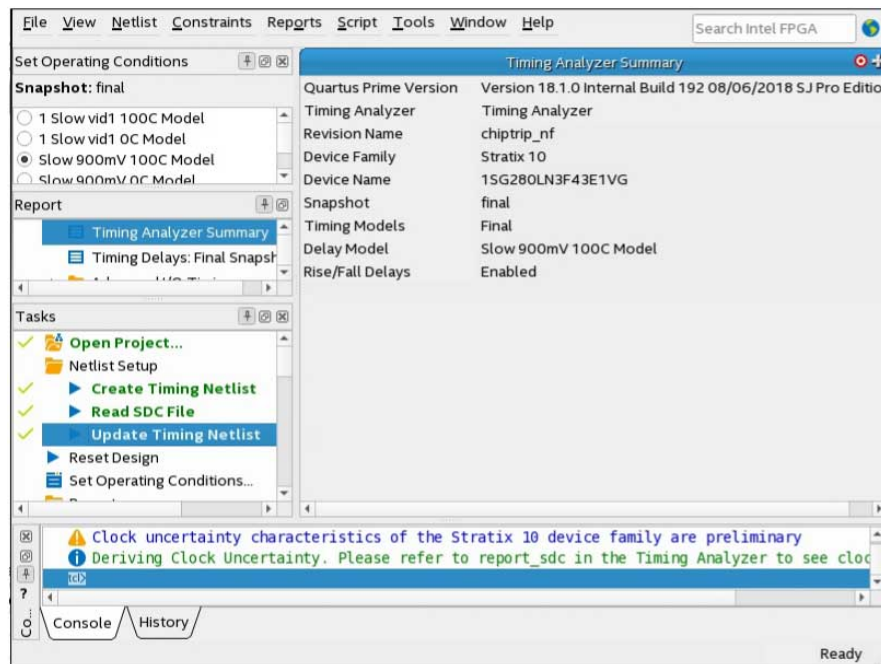 File View Netlist Constraints Reports Script Tools Window Help
Search Intel FPGA
Set Operating Conditions
Snapshot: final
1 Slow vid1 100C Model
1 Slow vid1 0C Model
Slow 900mV 100C Model
Slow 900mV 0C Model
Report
Timing Analyzer Summary
Timing Delays: Final Snapsh
Tasks
Open Project...
Netlist Setup
Create Timing Netlist
Read SDC File
Update Timing Netlist
Reset Design
Set Operating Conditions...
Timing Analyzer Summary
Quartus Prime Version Version 18.1.0 Internal Build 192 08/06/2018 SJ Pro Editio
Timing Analyzer Timing Analyzer
Revision Name chiptrip_nf
Device Family Stratix 10
Device Name 1SG280LN3F43E1VG
Snapshot final
Timing Models Final
Delay Model Slow 900mV 100C Model
Rise/Fall Delays Enabled
Clock uncertainty characteristics of the Stratix 10 device family are preliminary
Deriving Clock Uncertainty. Please refer to report_sdc in the Timing Analyzer to see cloc
tcl>
? Co...
Console History
Ready